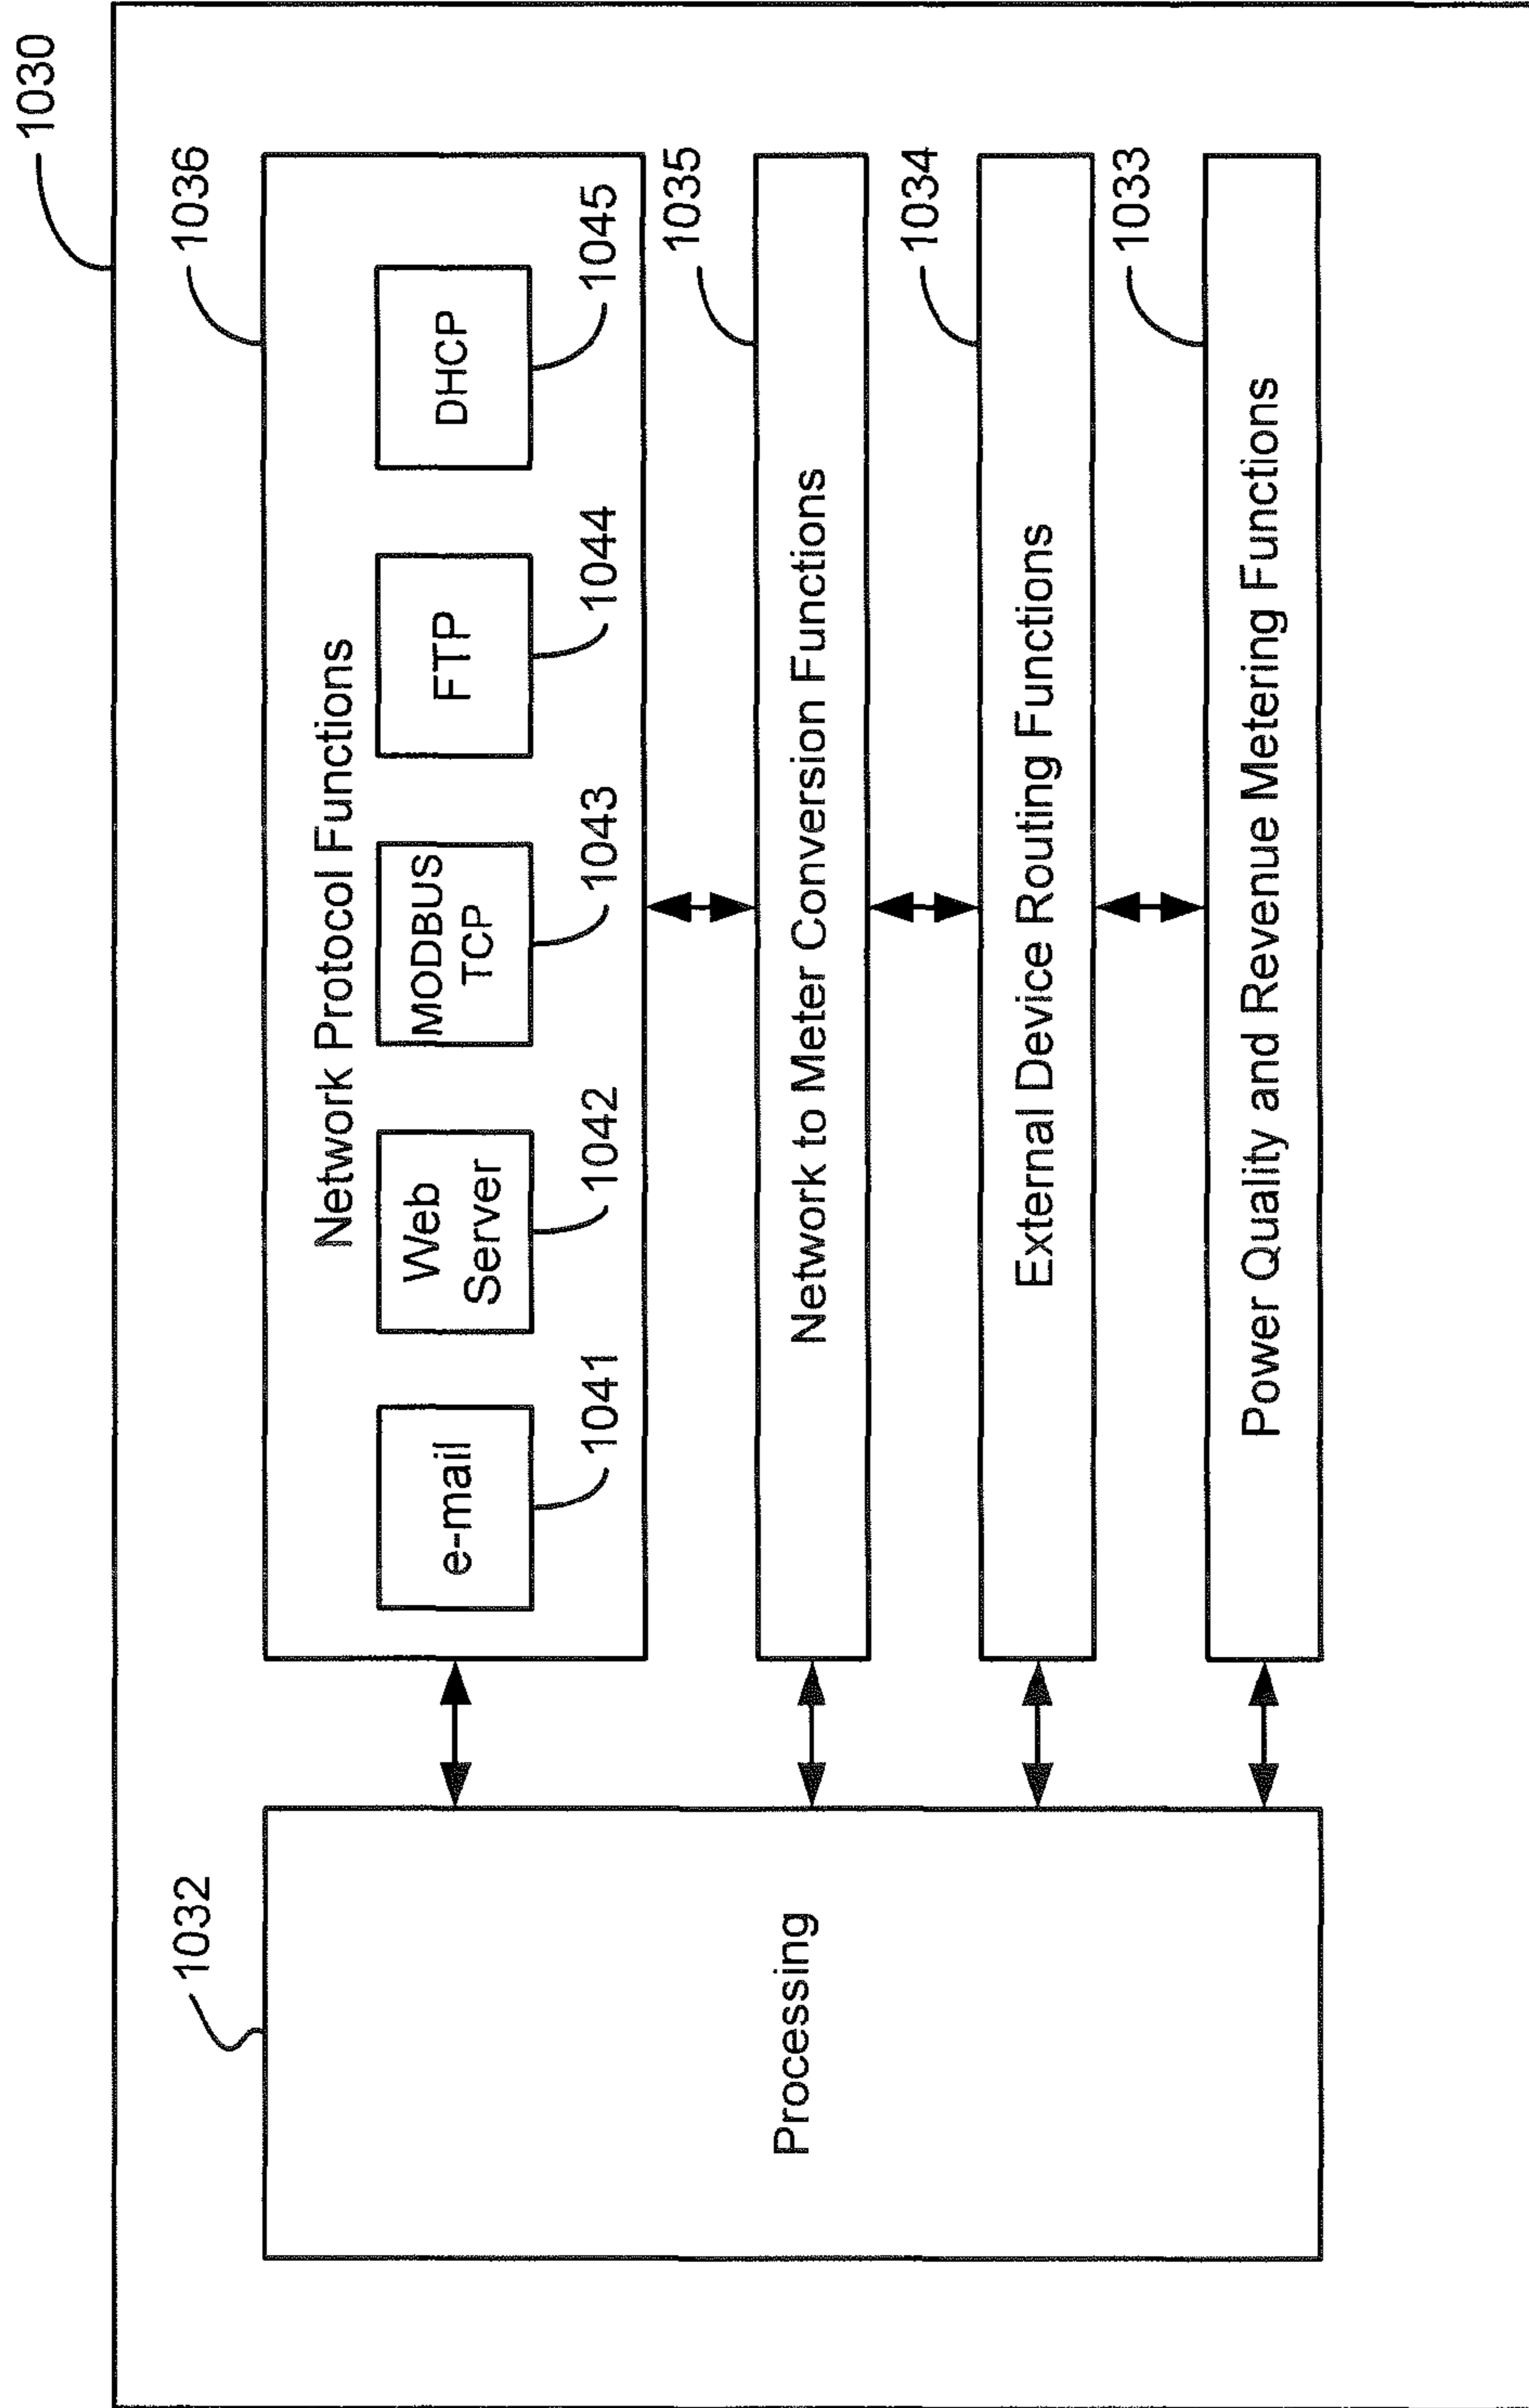 1030
1036
Network Protocol Functions
e-mail
Web
Server
MODBUS
TCP
FTP
DHCP
1041
1042
1043
1044
1045
1032
Processing
1035
Network to Meter Conversion Functions
1034
External Device Routing Functions
1033
Power Quality and Revenue Metering Functions